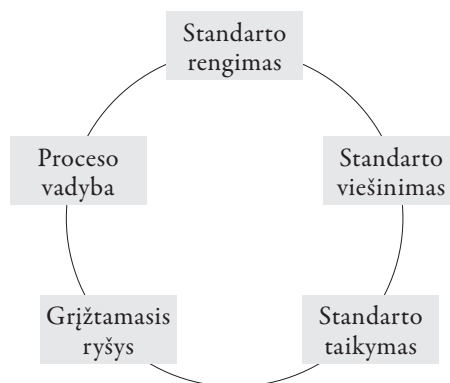 Standarto
rengimas
Proceso
vadyba
Standarto
viešinimas
Grįžtamasis
ryšys
Standarto
taikymas